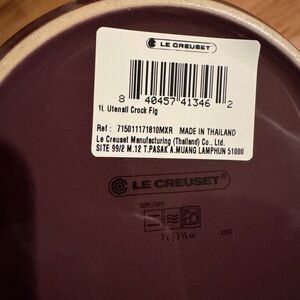 LE CREUSET
8 40457 41346 2
1L Utensil Crock Fig
Ref : 71501117181OMXR MADE IN THAILAND
Le Creuset Manufacturing (Thailand) Co., Ltd.
SITE 99/2 M.12 T.PASAK A.MUANG LAMPHUN 51000
LE CREUSET